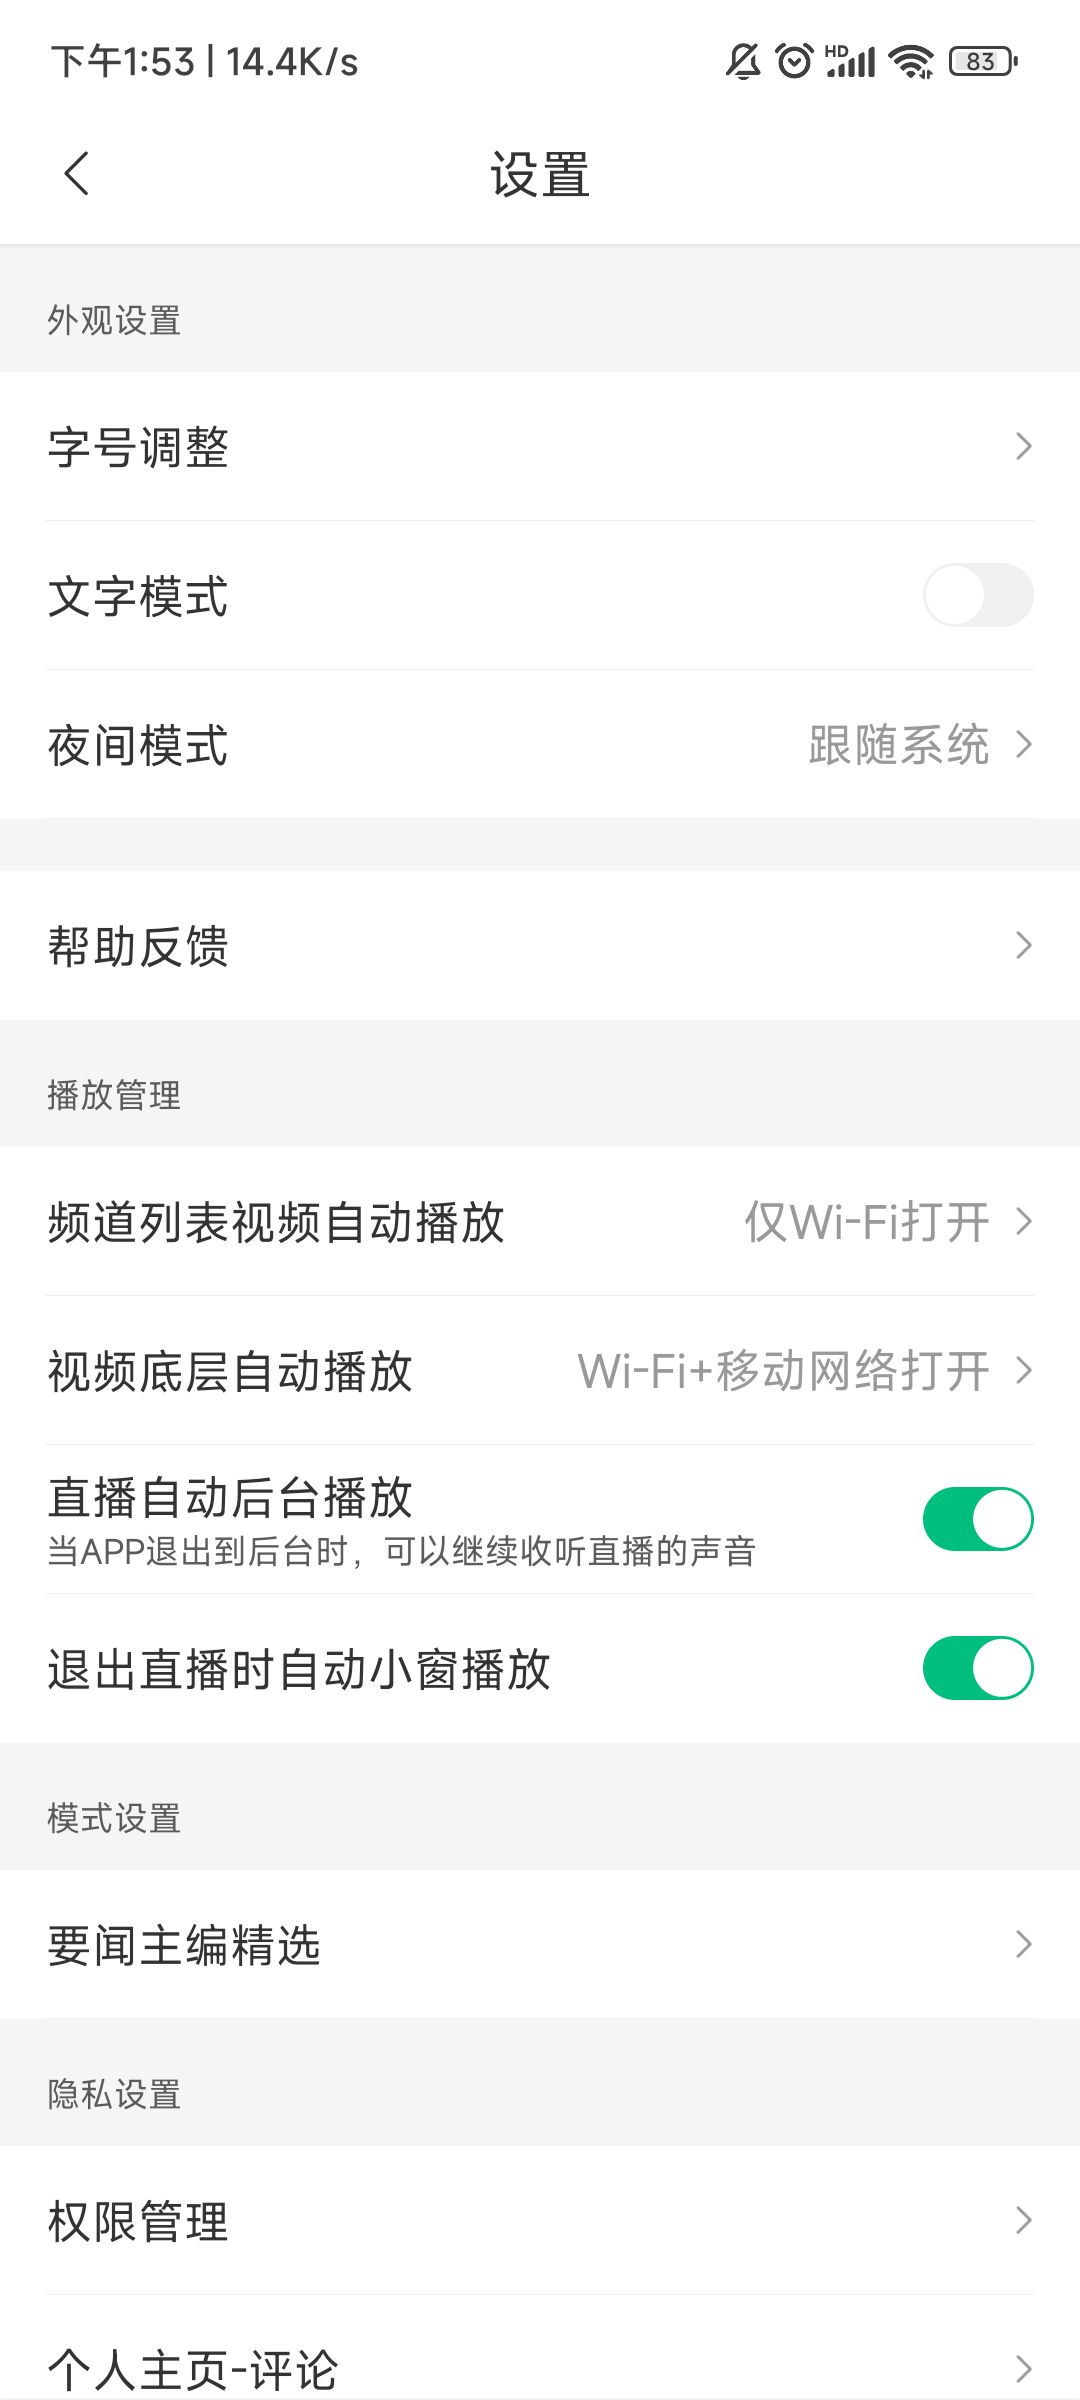 下午1:53 | 14.4K/s HD 83
设置
外观设置
字号调整
文字模式
夜间模式 跟随系统
帮助反馈
播放管理
频道列表视频自动播放 仅Wi-Fi打开
视频底层自动播放 Wi-Fi+移动网络打开
直播自动后台播放
当APP退出到后台时，可以继续收听直播的声音
退出直播时自动小窗播放
模式设置
要闻主编精选
隐私设置
权限管理
个人主页-评论